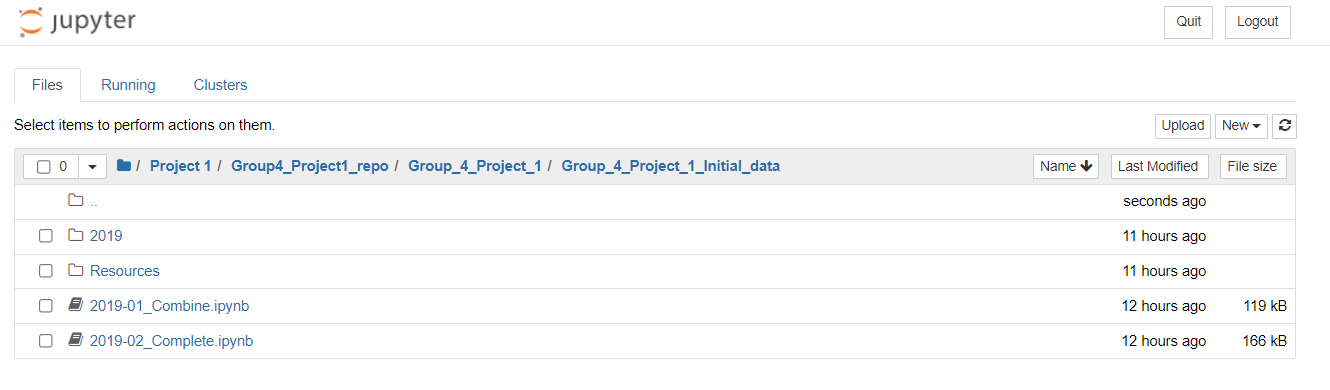 jupyter Quit Logout
Files Running Clusters
Select items to perform actions on them. Upload New
0 / Project 1 / Group4_Project1_repo / Group_4_Project_1 / Group_4_Project_1_Initial_data Name Last Modified File size
.. seconds ago
2019 11 hours ago
Resources 11 hours ago
2019-01_Combine.ipynb 12 hours ago 119 kB
2019-02_Complete.ipynb 12 hours ago 166 kB